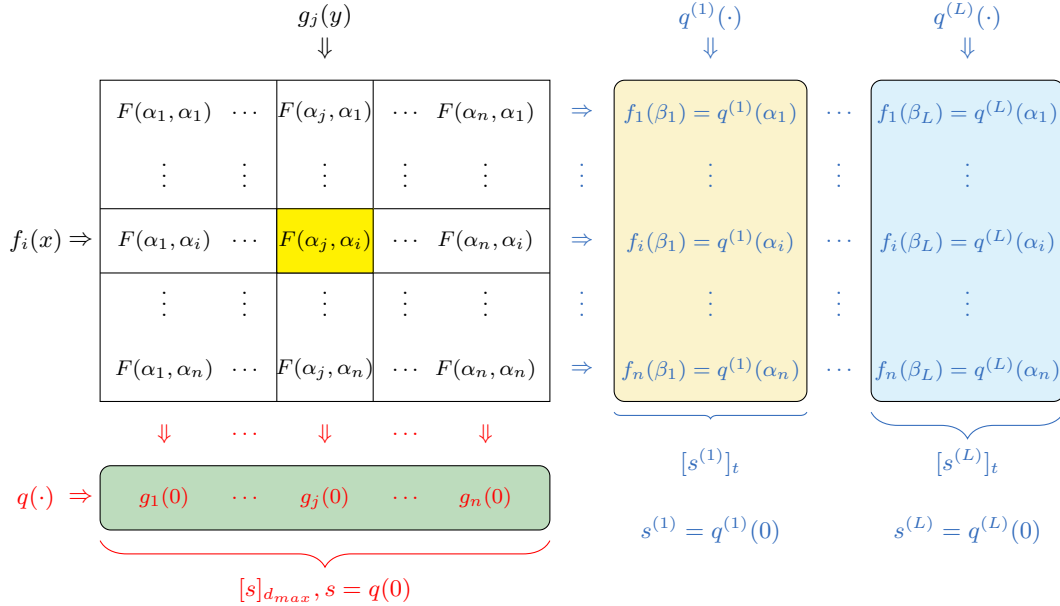 g_j(y) q^{(1)}(·) q^{(L)}(·)
⇓ ⇓ ⇓
F(α_1, α_1) ⋯ F(α_j, α_1) ⋯ F(α_n, α_1) ⇒ f_1(β_1) = q^{(1)}(α_1) ⋯ f_1(β_L) = q^{(L)}(α_1)
⋮ ⋮ ⋮ ⋮ ⋮ ⋮ ⋮ ⋮ ⋮
f_i(x) ⇒ F(α_1, α_i) ⋯ F(α_j, α_i) ⋯ F(α_n, α_i) ⇒ f_i(β_1) = q^{(1)}(α_i) ⋯ f_i(β_L) = q^{(L)}(α_i)
⋮ ⋮ ⋮ ⋮ ⋮ ⋮ ⋮ ⋮ ⋮
F(α_1, α_n) ⋯ F(α_j, α_n) ⋯ F(α_n, α_n) ⇒ f_n(β_1) = q^{(1)}(α_n) ⋯ f_n(β_L) = q^{(L)}(α_n)
⇓ ⋯ ⇓ ⋯ ⇓
[s^{(1)}]_t [s^{(L)}]_t
q(·) ⇒ g_1(0) ⋯ g_j(0) ⋯ g_n(0)
s^{(1)} = q^{(1)}(0) s^{(L)} = q^{(L)}(0)
[s]_{d_{max}}, s = q(0)